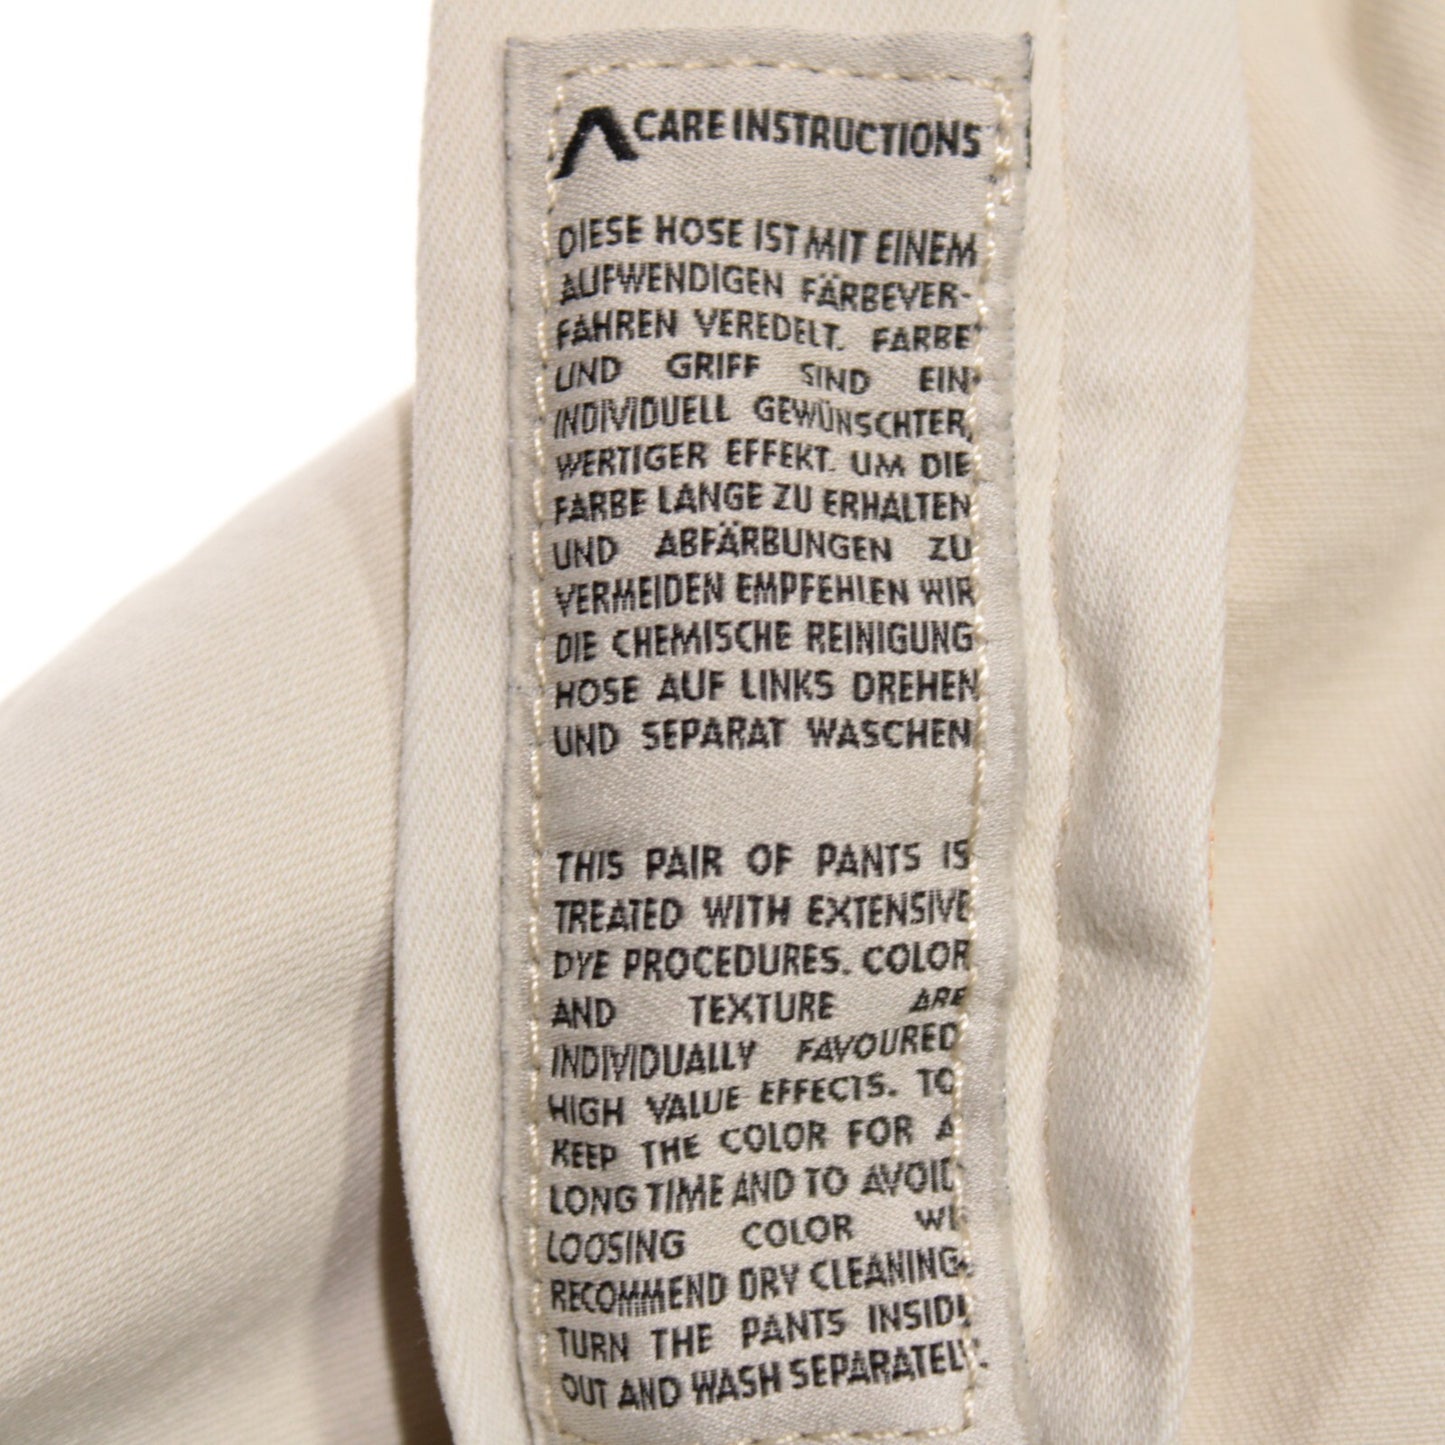 CARE INSTRUCTIONS
DIESE HOSE IST MIT EINEM
AUFWENDIGEN FÄRBEVER-
FAHREN VEREDELT. FARBE
UND GRIFF SIND EIN
INDIVIDUELL GEWÜNSCHTER,
WERTIGER EFFEKT. UM DIE
FARBE LANGE ZU ERHALTEN
UND ABFÄRBUNGEN ZU
VERMEIDEN EMPFEHLEN WIR
DIE CHEMISCHE REINIGUNG
HOSE AUF LINKS DREHEN
UND SEPARAT WASCHEN
THIS PAIR OF PANTS IS
TREATED WITH EXTENSIVE
DYE PROCEDURES. COLOR
AND TEXTURE ARE
INDIVIDUALLY FAVOURED
HIGH VALUE EFFECTS. TO
KEEP THE COLOR FOR A
LONG TIME AND TO AVOID
LOOSING COLOR WE
RECOMMEND DRY CLEANING.
TURN THE PANTS INSIDE
OUT AND WASH SEPARATELY.